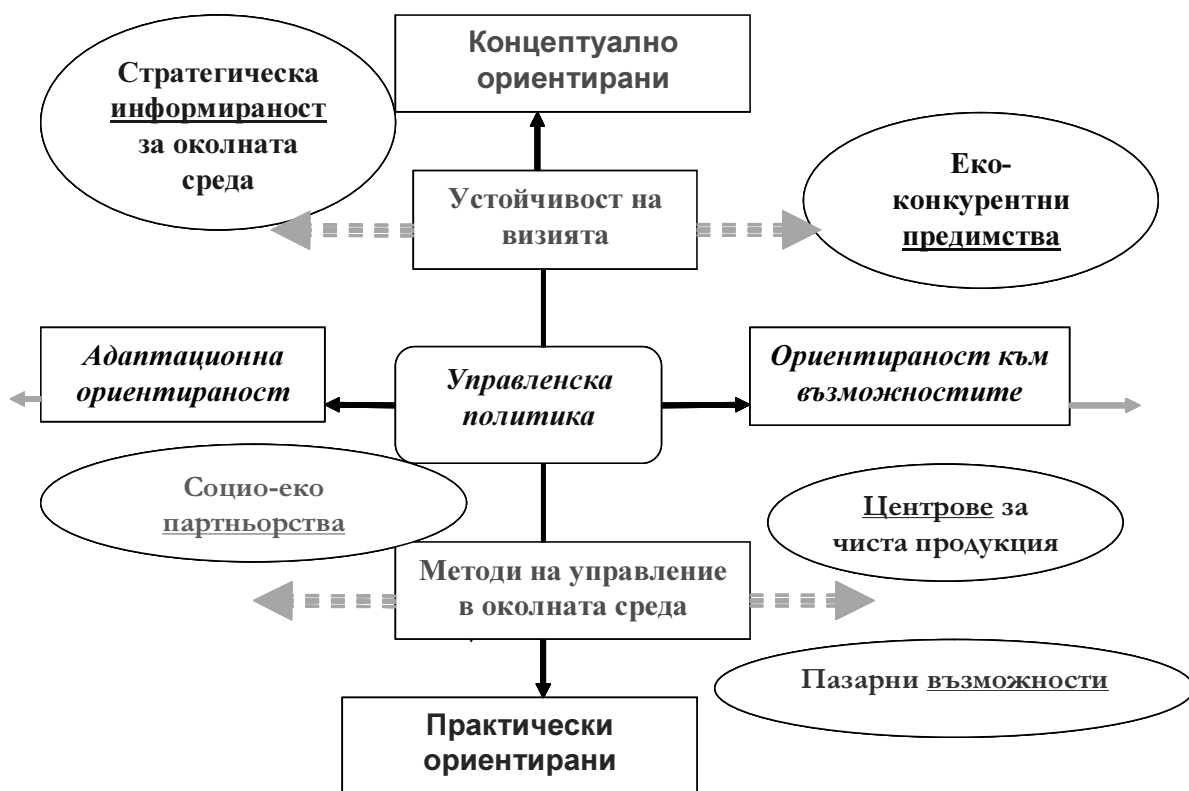 Концептуално
ориентирани
Стратегическа
информираност
за околната
среда
Еко-
конкурентни
предимства
Устойчивост на
визията
Адаптационна
ориентираност
Управленска
политика
Ориентираност към
възможностите
Социо-еко
партньорства
Центрове за
чиста продукция
Методи на управление
в околната среда
Пазарни възможности
Практически
ориентирани